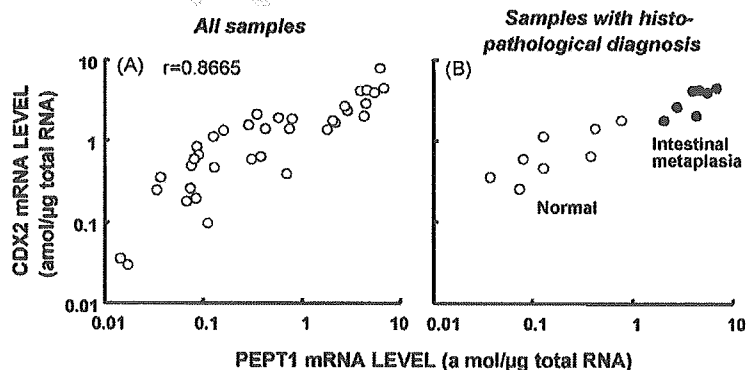 All samples
Samples with histo-
pathological diagnosis
(A) r=0.8665
(B)
CDX2 mRNA LEVEL
(amol/µg total RNA)
10
1
0.1
0.01
Intestinal
metaplasia
Normal
0.01 0.1 1 10
0.01 0.1 1 10
PEPT1 mRNA LEVEL (a mol/µg total RNA)